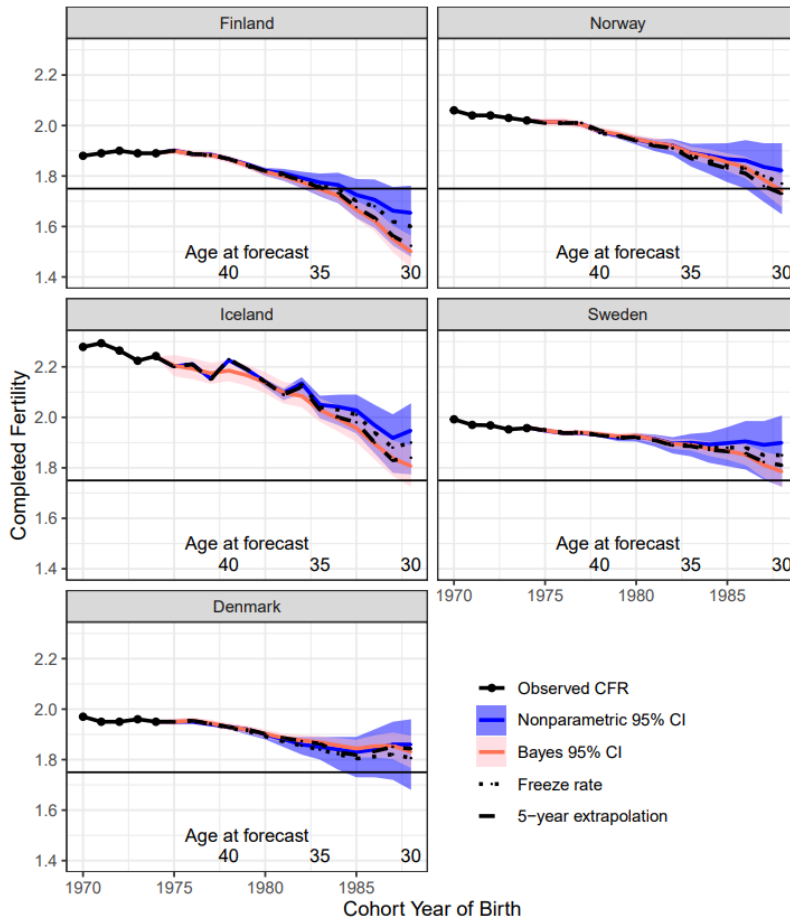 Finland
Norway
2.2
2.0
1.8
1.6
1.4
Age at forecast
40
35
30
Age at forecast
40
35
30
Iceland
Sweden
2.2
2.0
1.8
1.6
1.4
Age at forecast
40
35
30
Age at forecast
40
35
30
1970
1975
1980
1985
Completed Fertility
Denmark
2.2
2.0
1.8
1.6
1.4
Age at forecast
40
35
30
1970
1975
1980
1985
Observed CFR
Nonparametric 95% CI
Bayes 95% CI
Freeze rate
5-year extrapolation
Cohort Year of Birth